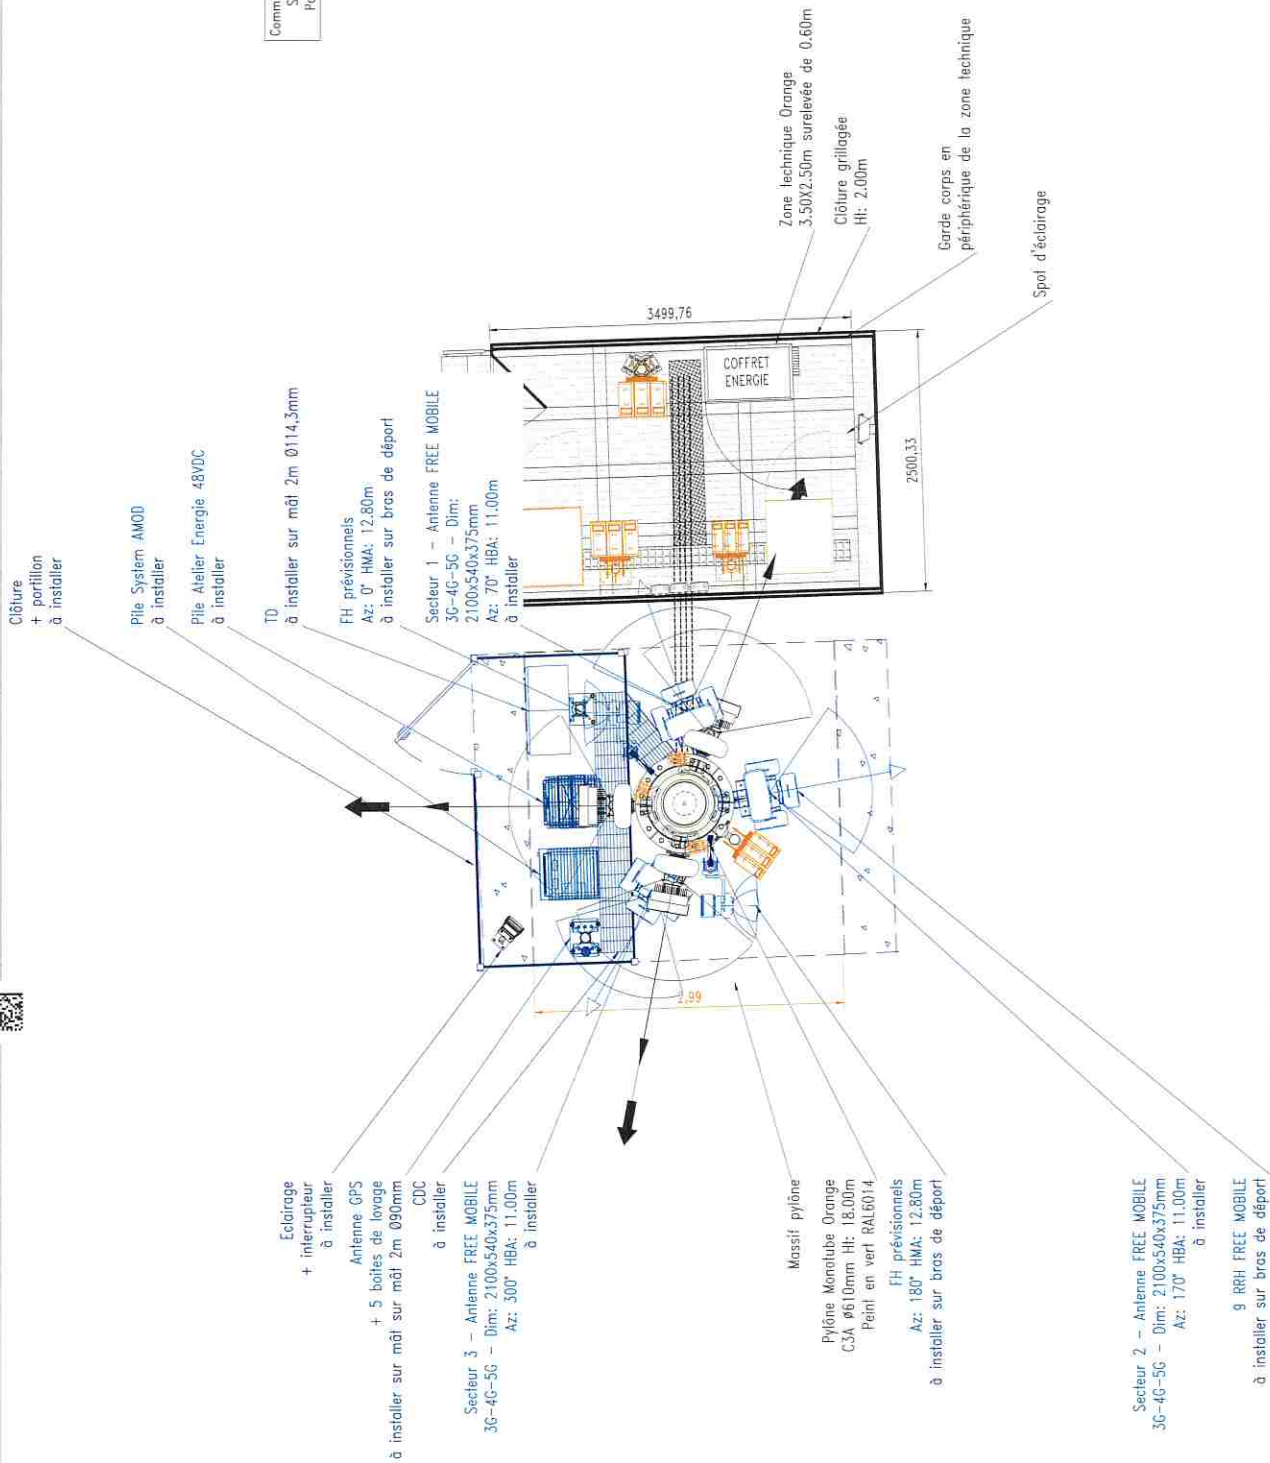 Comm
S
Po
Clôture
+ portillon
à installer
Pile System AMOD
à installer
Pile Atelier Energie 48VDC
à installer
TD
à installer sur mât 2m Ø114,3mm
FH prévisionnels
Az: 0° HMA: 12.80m
à installer sur bras de déport
Secteur 1 - Antenne FREE MOBILE
3G-4G-5G - Dim:
2100x540x375mm
Az: 70° HBA: 11.00m
à installer
Zone technique Orange
3.50X2.50m surelevée de 0.60m
Clôture grillagée
Ht: 2.00m
Garde corps en
périphérique de la zone technique
Spot d'éclairage
3499,76
COFFRET
ENERGIE
2500,33
2,99
Eclairage
+ interrupteur
à installer
Antenne GPS
+ 5 boites de lovage
à installer sur mât sur mât 2m Ø90mm
CDC
à installer
Secteur 3 - Antenne FREE MOBILE
3G-4G-5G - Dim: 2100x540x375mm
Az: 300° HBA: 11.00m
à installer
Massif pylône
Pylône Monotube Orange
C3A ø610mm Ht: 18.00m
Peint en vert RAL6014
FH prévisionnels
Az: 180° HMA: 12.80m
à installer sur bras de déport
Secteur 2 - Antenne FREE MOBILE
3G-4G-5G - Dim: 2100x540x375mm
Az: 170° HBA: 11.00m
à installer
9 RRH FREE MOBILE
à installer sur bras de déport